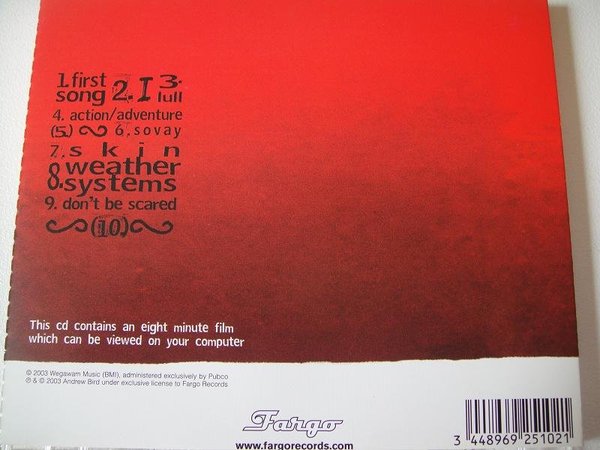 1. first song 2. I 3. lull
4. action/adventure
(5.) 6. sovay
7. skin
8. weather systems
9. don't be scared
(10.)
This cd contains an eight minute film
which can be viewed on your computer
© 2003 Wegawam Music (BMI), administered exclusively by Pubco
℗ & © 2003 Andrew Bird under exclusive license to Fargo Records
Fargo
www.fargorecords.com
3 448969 251021